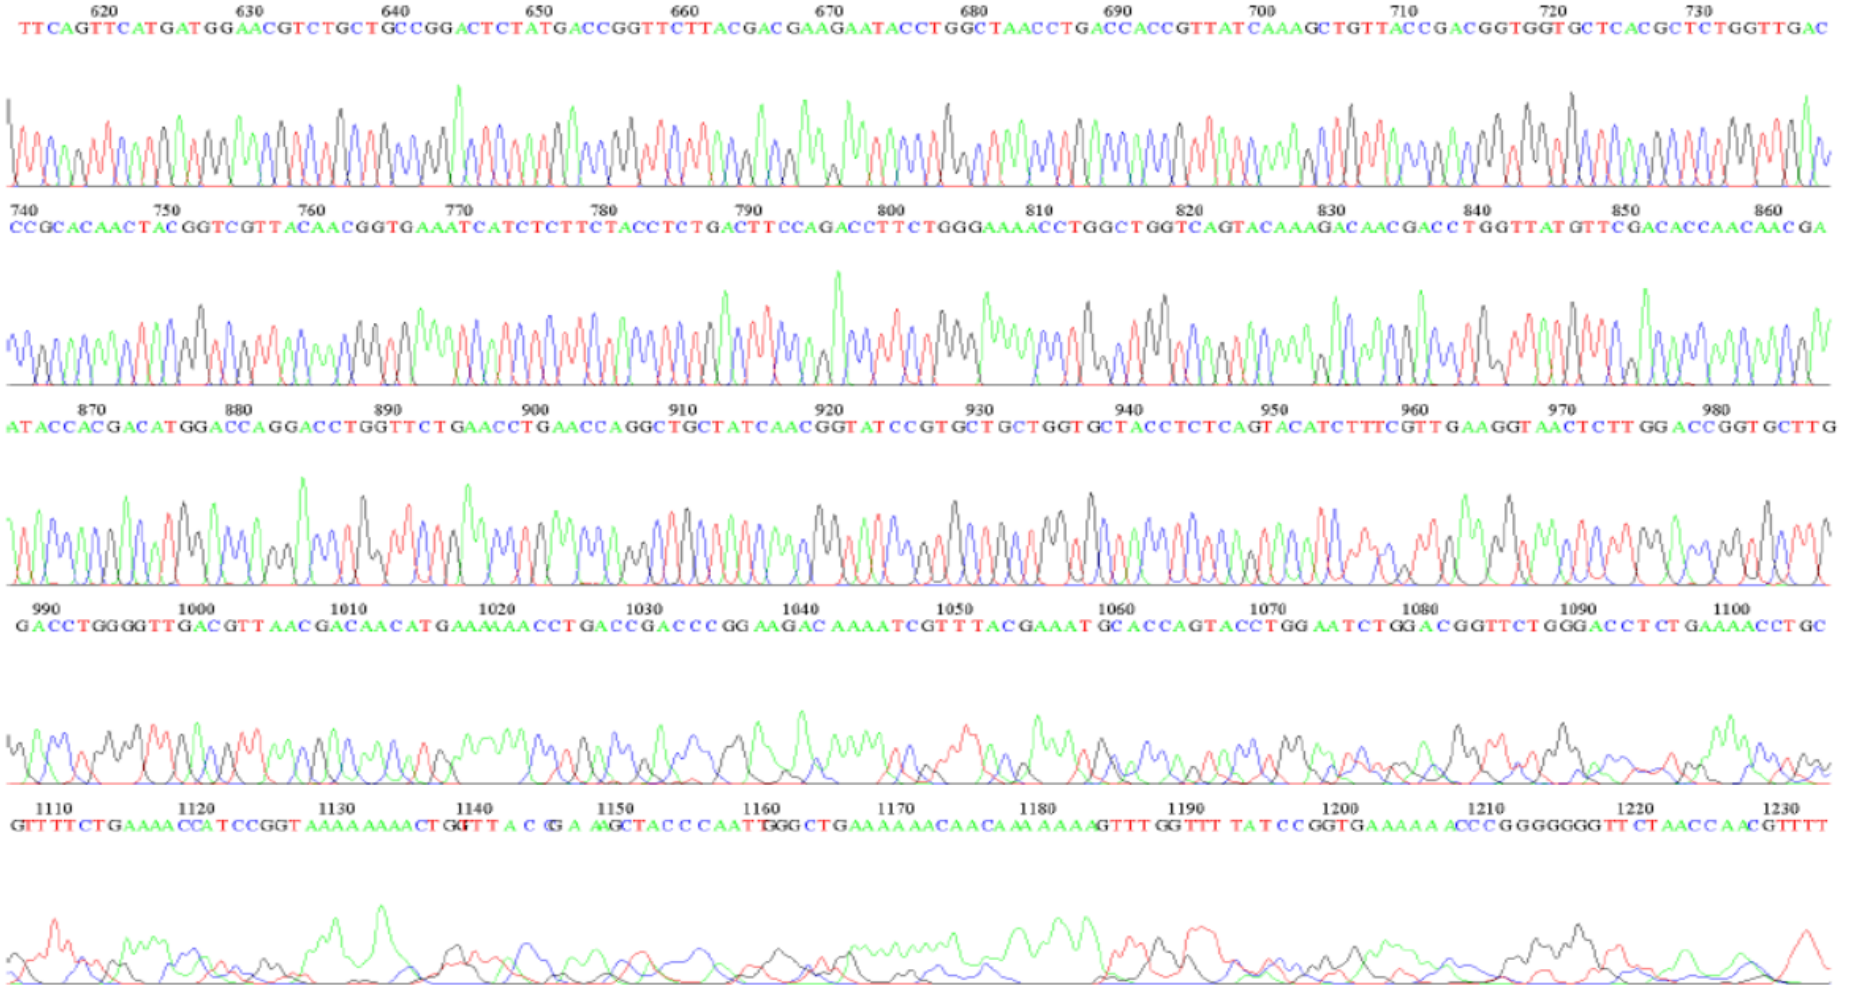 620 630 640 650 660 670 680 690 700 710 720 730
TTCAGTTCATGATGGAACGTCTGCTGCCGGACTCTATGACCGGTTCTTACGACGAAGAATACCTGGCTAACCTGACCACCGTTATCAAAGCTGTTACCGACGGTGGTGCTCACGCTCTGGTTGAC
740 750 760 770 780 790 800 810 820 830 840 850 860
CCGCACAACTACGGTCGTTACAACGGTGAAATCATCTCTTCTACCTCTGACTTCCAGACCTTCTGGGAAAACCTGGCTGGTCAGTACAAAGACAACGACCTGGTTATGTTCGACACCAACAACGA
870 880 890 900 910 920 930 940 950 960 970 980
ATACCACGACATGGACCAGGACCTGGTTCTGAACCTGAACCAGGCTGCTATCAACGGTATCCGTGCTGCTGGTGCTACCTCTCAGTACATCTTTCGTTGAAGGTAACTCTTGGACCGGTGCTTG
990 1000 1010 1020 1030 1040 1050 1060 1070 1080 1090 1100
GACCTGGGGTTGACGTTAACGACAACATGAAAAAACCTGACCGACCCGGAAGACAAAATCGTTTACGAAATGCACCAGTACCTGGAATCTGGACGGTTCTGGGACCTCTGAAAACCTGC
1110 1120 1130 1140 1150 1160 1170 1180 1190 1200 1210 1220 1230
GTTTTCTGAAAACCATCCGGTAAAAAAAACTGGTTACCGAAAGCTACCCAATTGGGCTGAAAAAACAACAAAAAAAGTTTGGTTTTATCCGGTGAAAAAACCCGGGGGGGTTCTAACCAACGTTTT